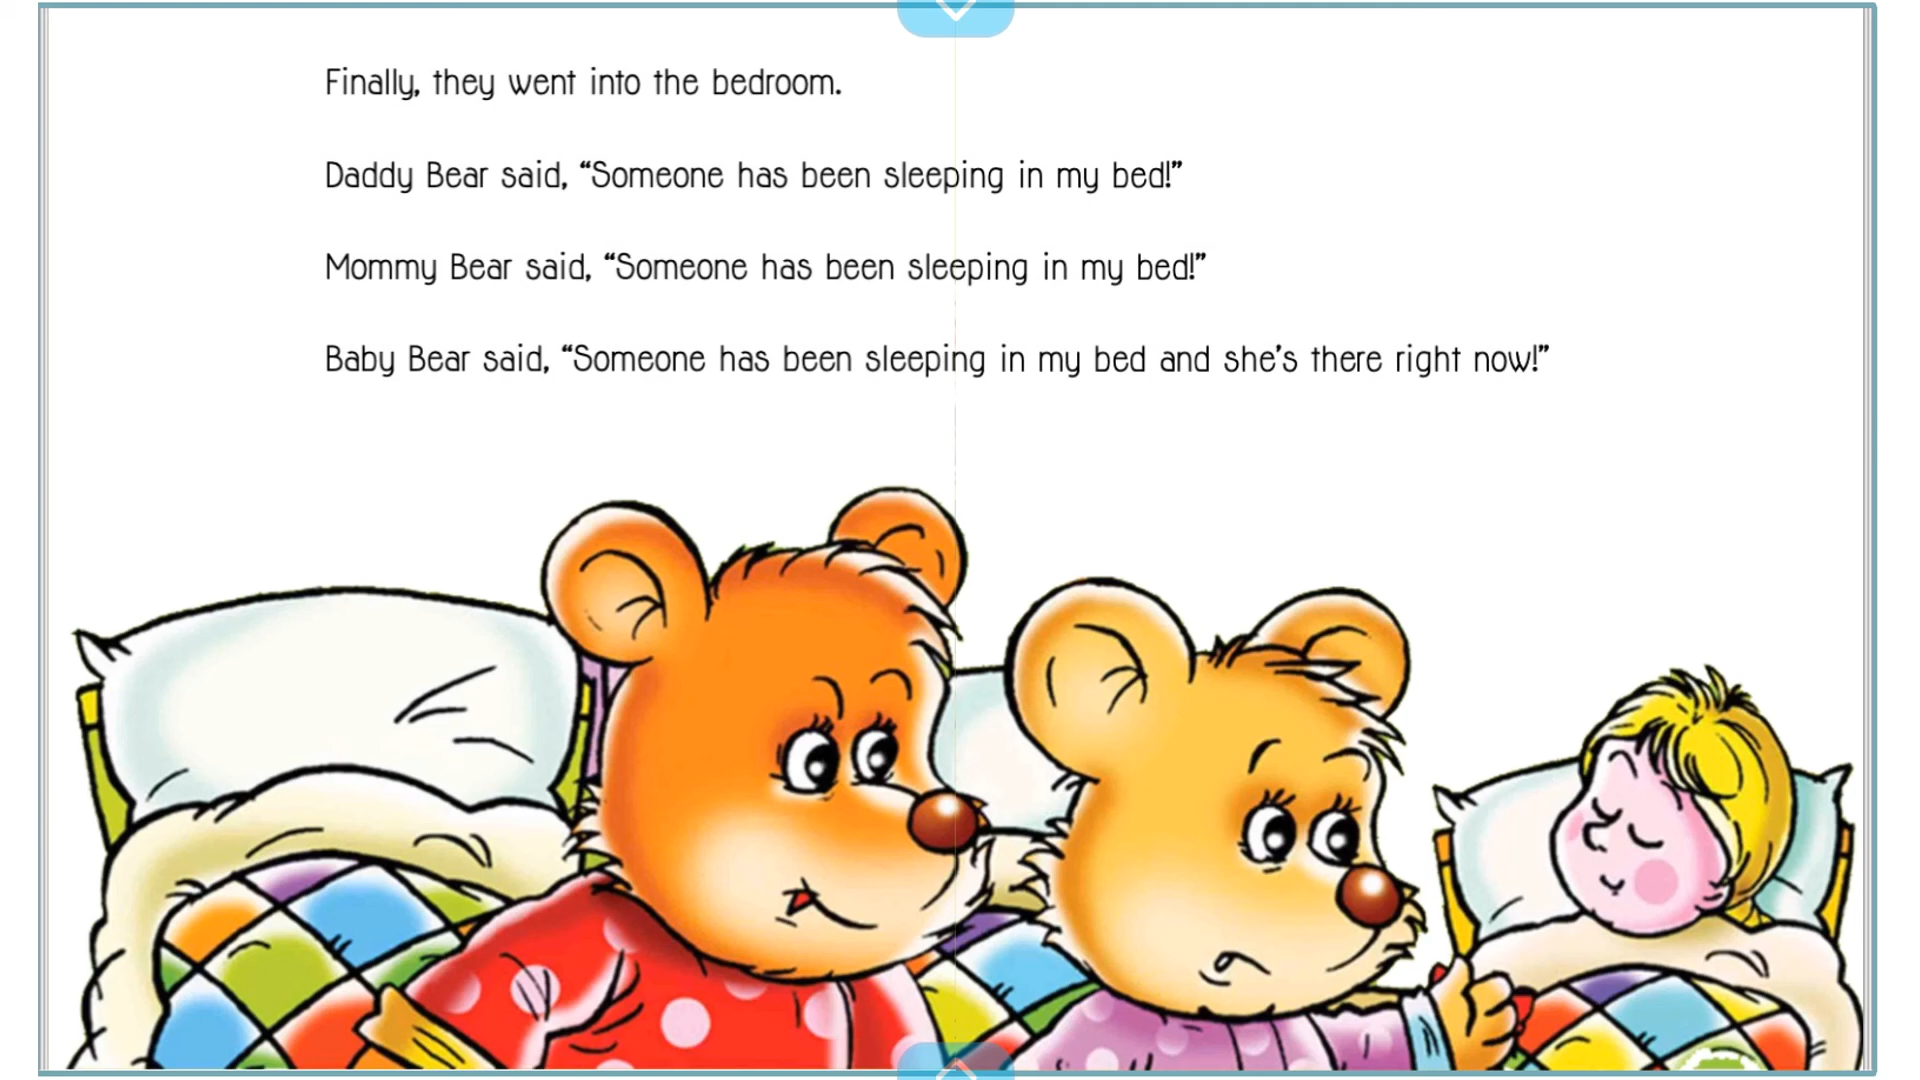 Finally, they went into the bedroom.
Daddy Bear said, “Someone has been sleeping in my bed!”
Mommy Bear said, “Someone has been sleeping in my bed!”
Baby Bear said, “Someone has been sleeping in my bed and she’s there right now!”